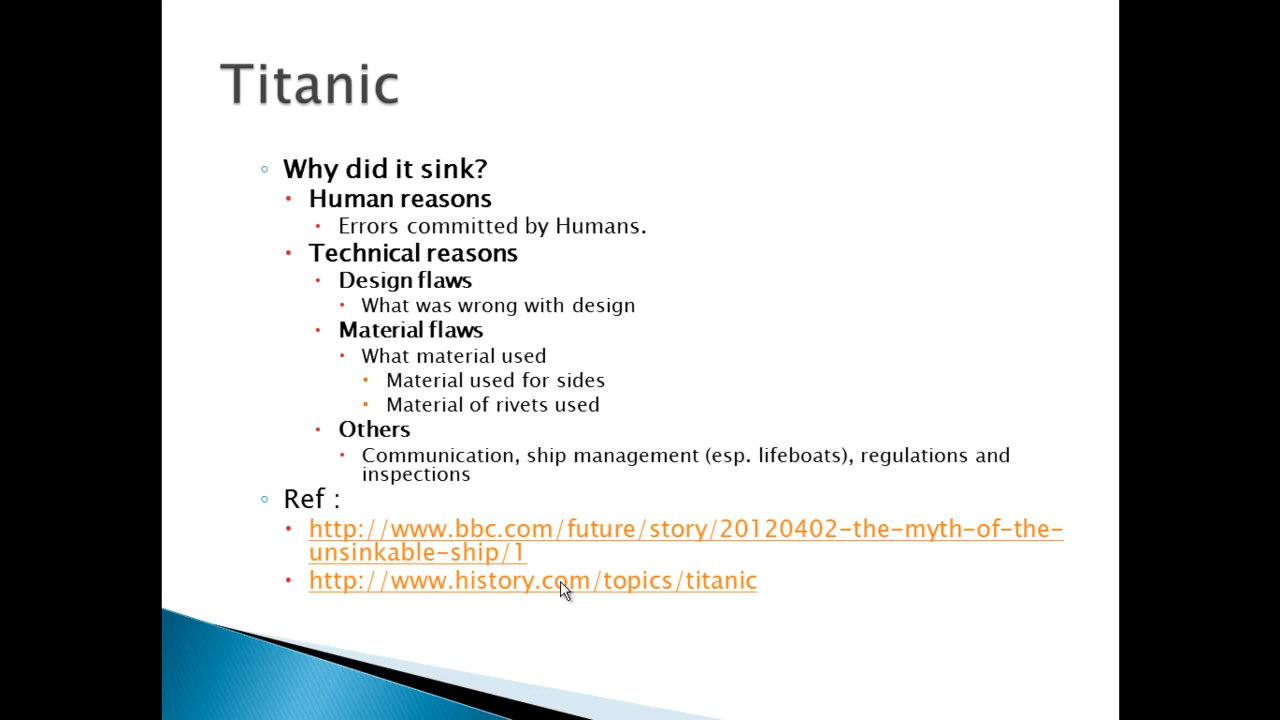 Titanic
Why did it sink?
Human reasons
Errors committed by Humans.
Technical reasons
Design flaws
What was wrong with design
Material flaws
What material used
Material used for sides
Material of rivets used
Others
Communication, ship management (esp. lifeboats), regulations and
inspections
Ref :
http://www.bbc.com/future/story/20120402-the-myth-of-the-
unsinkable-ship/1
http://www.history.com/topics/titanic